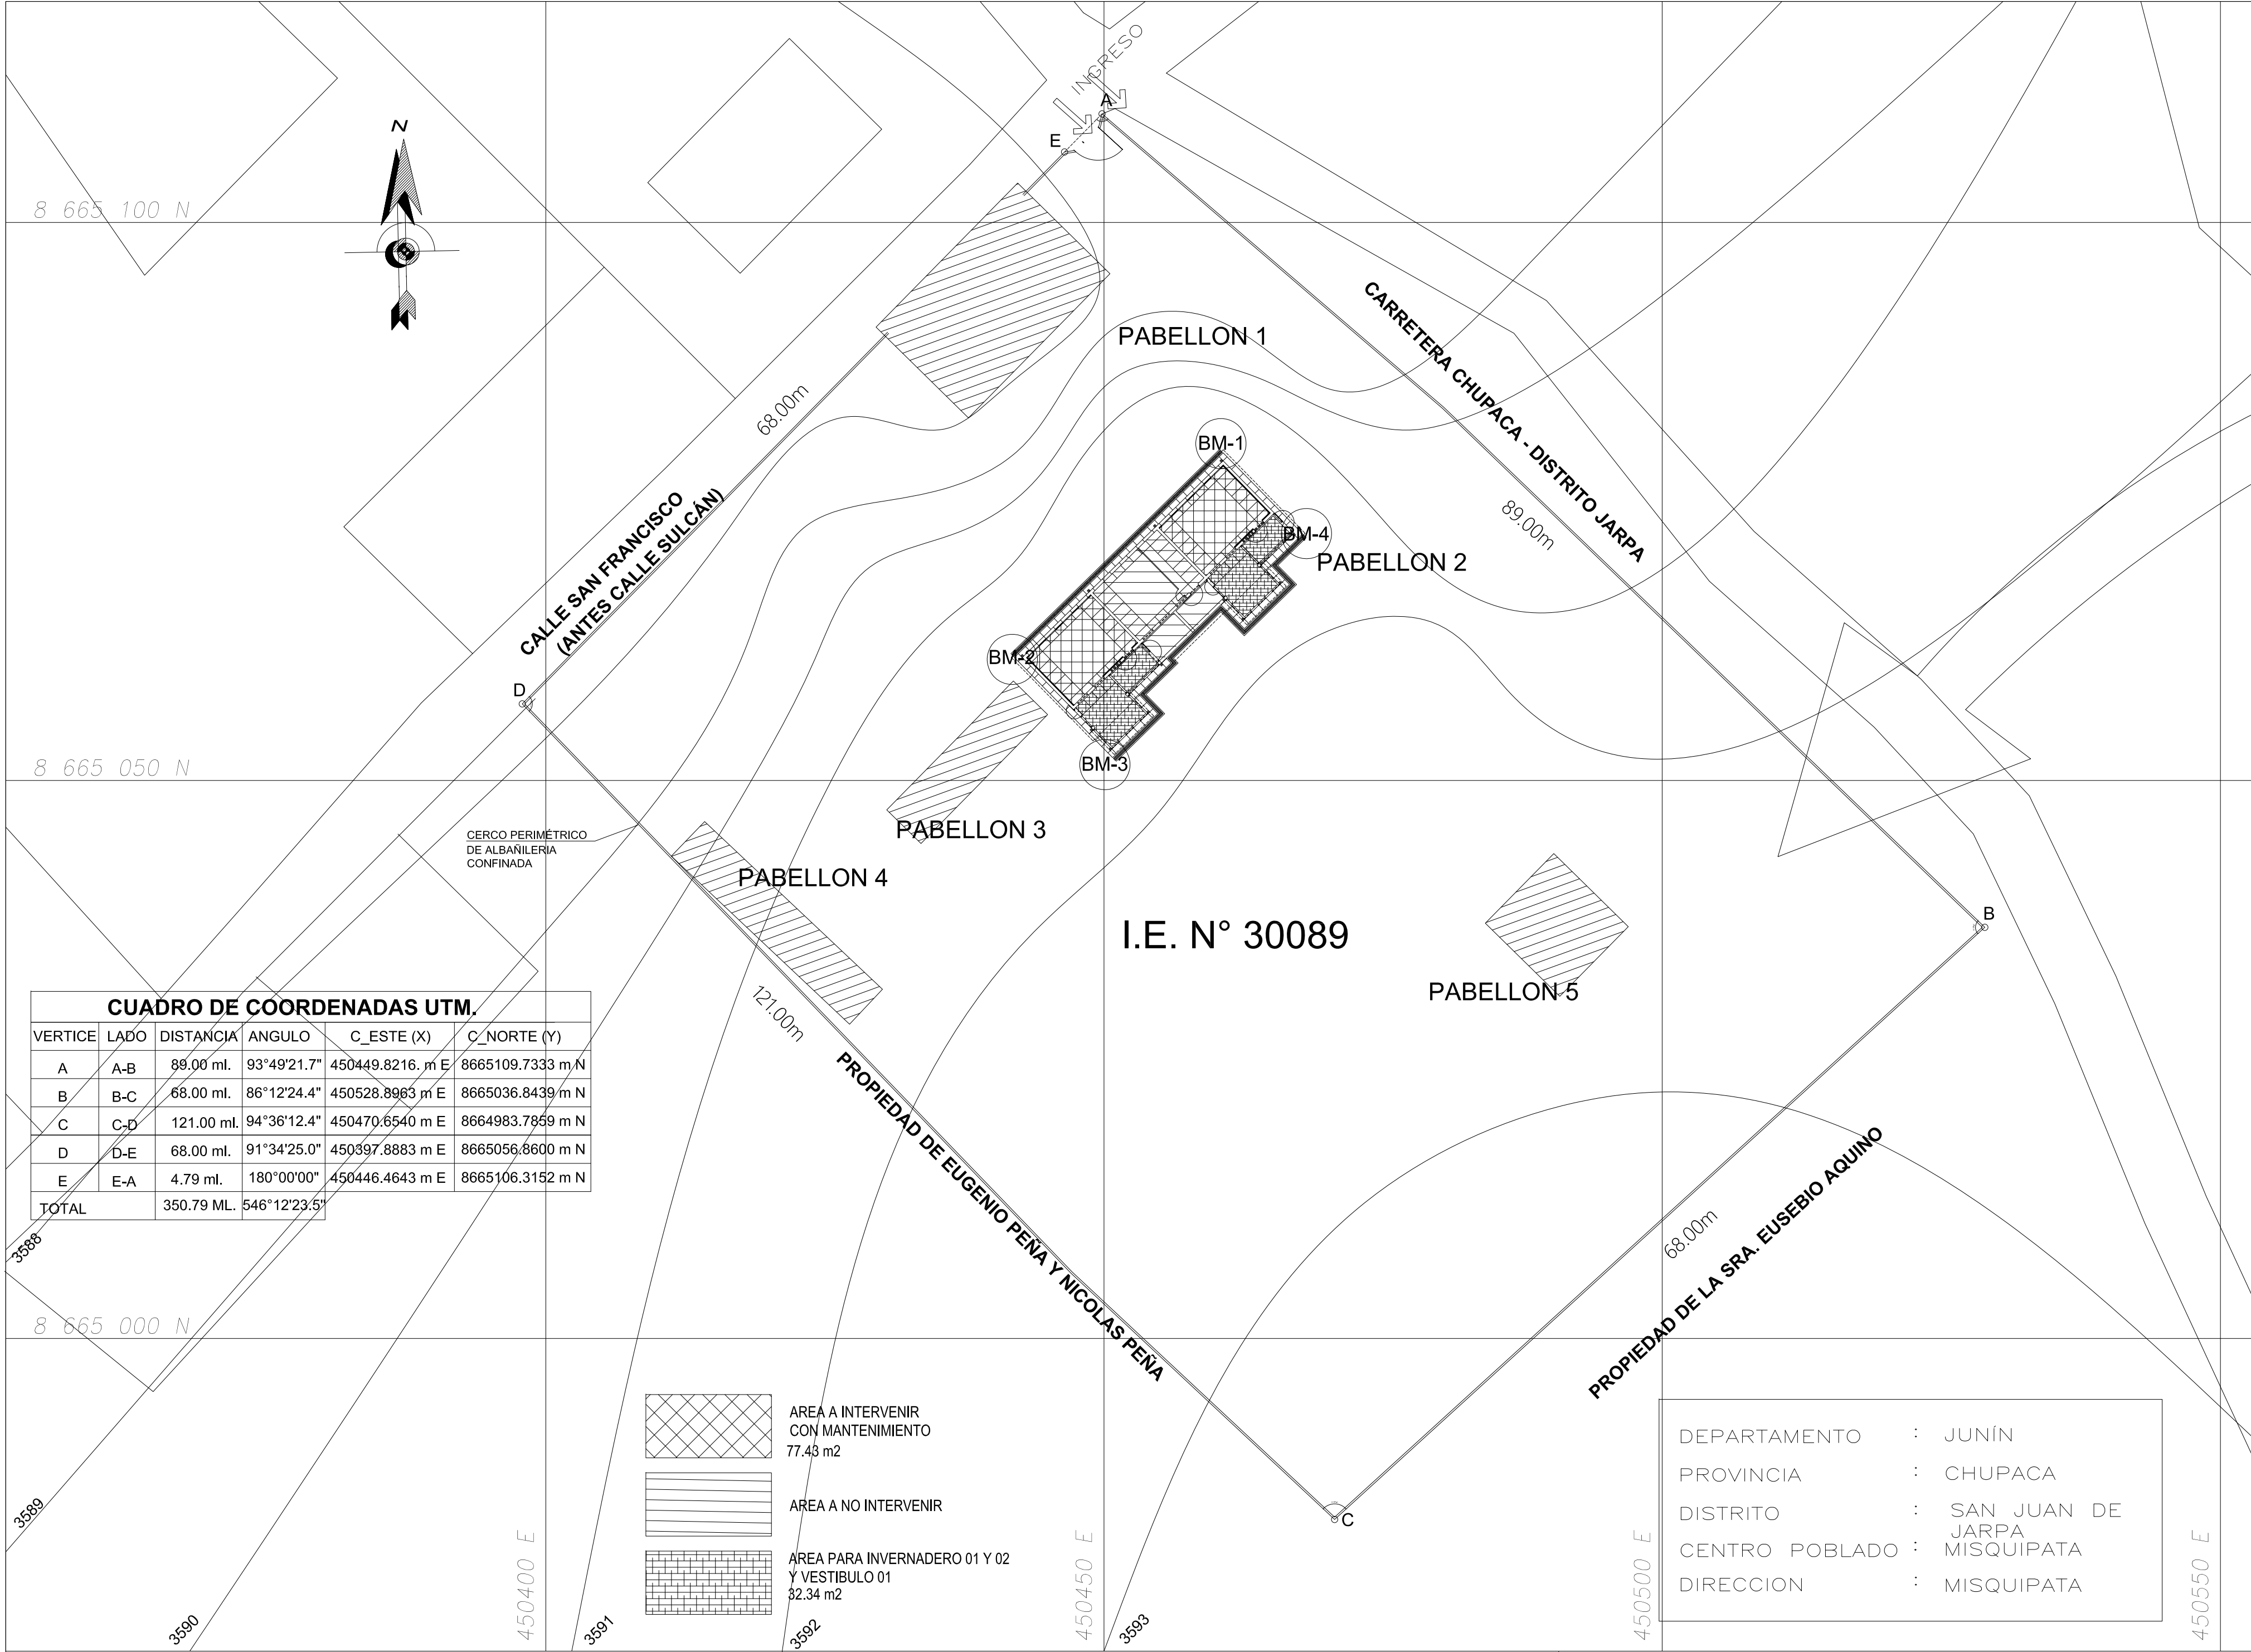 INGRESO
A
E
N
8 665 100 N
CARRETERA CHUPACA - DISTRITO JARPA
PABELLON 1
68.00m
BM-1
89.00m
BM-4
PABELLON 2
CALLE SAN FRANCISCO
(ANTES CALLE SULCÁN)
BM-2
D
8 665 050 N
BM-3
CERCO PERIMÉTRICO
DE ALBAÑILERIA
CONFINADA
PABELLON 3
PABELLON 4
B
I.E. N° 30089
PABELLON 5
121.00m
CUADRO DE COORDENADAS UTM.
VERTICE LADO DISTANCIA ANGULO C_ESTE (X) C_NORTE (Y)
A A-B 89.00 ml. 93°49'21.7" 450449.8216. m E 8665109.7333 m N
B B-C 68.00 ml. 86°12'24.4" 450528.8963 m E 8665036.8439 m N
C C-D 121.00 ml. 94°36'12.4" 450470.6540 m E 8664983.7859 m N
D D-E 68.00 ml. 91°34'25.0" 450397.8883 m E 8665056.8600 m N
E E-A 4.79 ml. 180°00'00" 450446.4643 m E 8665106.3152 m N
TOTAL 350.79 ML. 546°12'23.5"
PROPIEDAD DE EUGENIO PEÑA Y NICOLAS PEÑA
68.00m
PROPIEDAD DE LA SRA. EUSEBIO AQUINO
3588
8 665 000 N
C
AREA A INTERVENIR
CON MANTENIMIENTO
77.43 m2
AREA A NO INTERVENIR
AREA PARA INVERNADERO 01 Y 02
Y VESTIBULO 01
32.34 m2
DEPARTAMENTO : JUNÍN
PROVINCIA : CHUPACA
DISTRITO : SAN JUAN DE
JARPA
CENTRO POBLADO : MISQUIPATA
DIRECCION : MISQUIPATA
3589
3590
450400 E
3591
3592
450450 E
3593
450500 E
450550 E